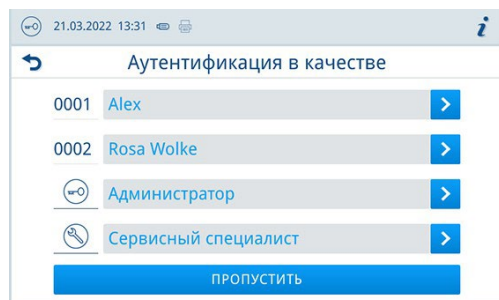 21.03.2022 13:31 i
Аутентификация в качестве
0001 Alex
0002 Rosa Wolke
Администратор
Сервисный специалист
ПРОПУСТИТЬ